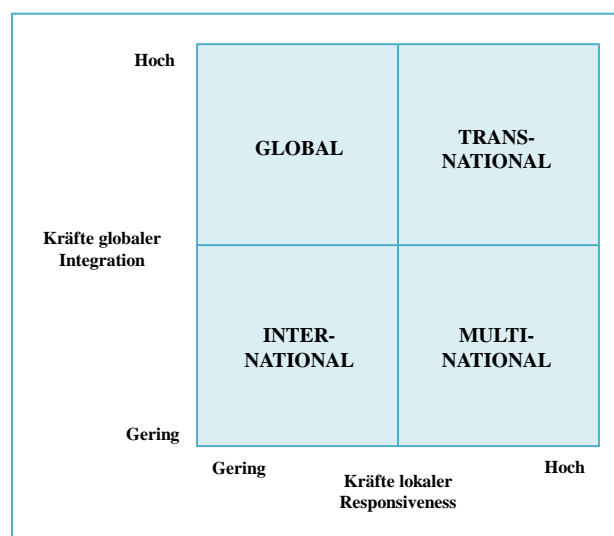 Hoch
GLOBAL
TRANS-
NATIONAL
Kräfte globaler
Integration
INTER-
NATIONAL
MULTI-
NATIONAL
Gering
Gering
Hoch
Kräfte lokaler
Responsiveness